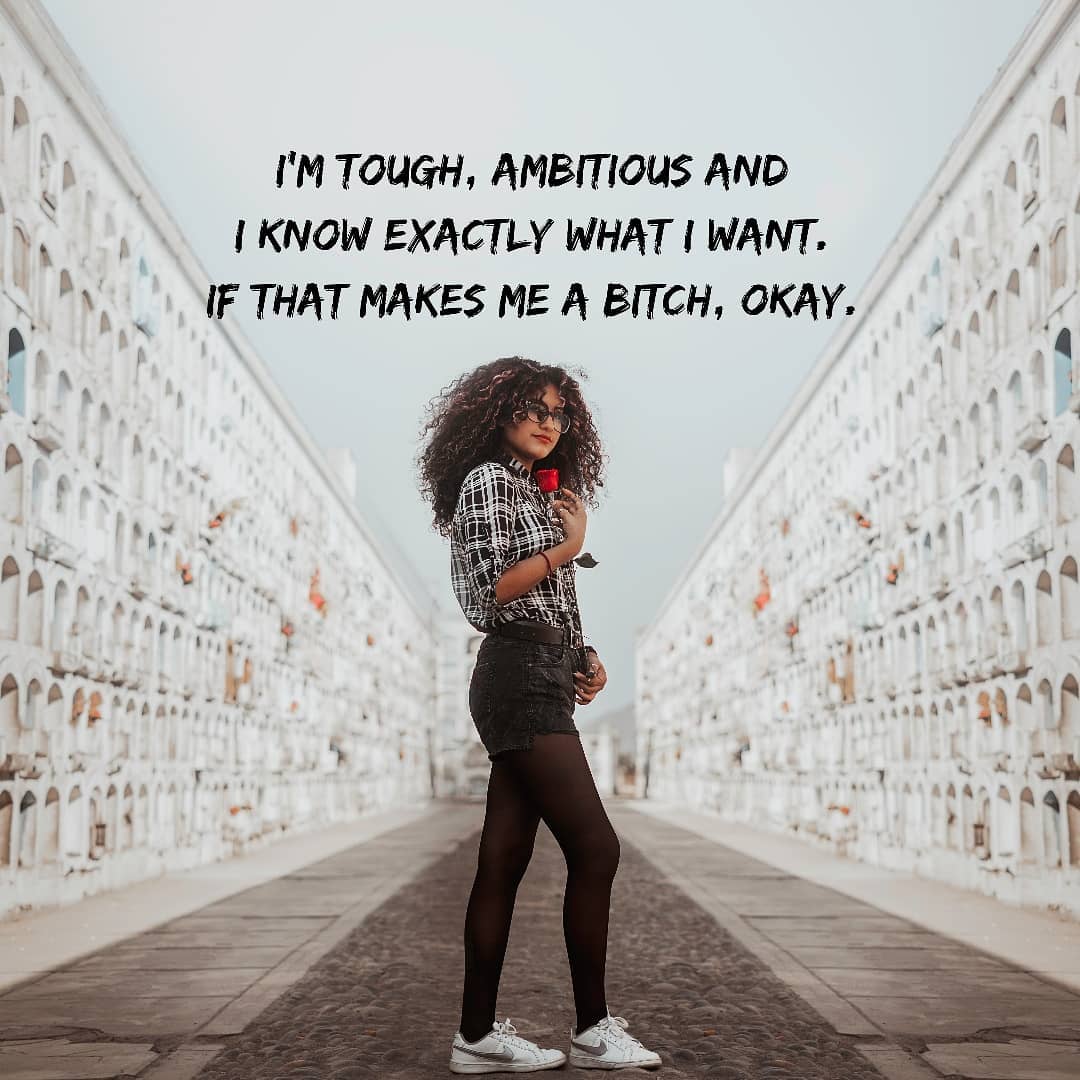 I'M TOUGH, AMBITIOUS AND
I KNOW EXACTLY WHAT I WANT.
IF THAT MAKES ME A BITCH, OKAY.